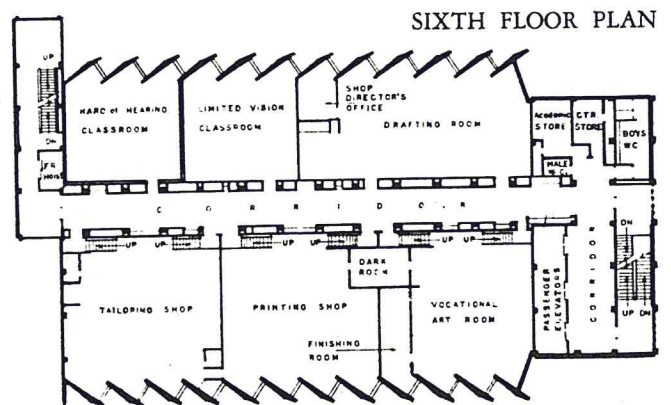 SIXTH FLOOR PLAN
UP
DN
FR.
HOIST
HARD of HEARING
CLASSROOM
LIMITED VISION
CLASSROOM
SHOP
DIRECTOR'S
OFFICE
DRAFTING ROOM
Academic
STORE
GTR.
STORE
BOYS
WC
MALE
W.C.
CORRIDOR
UP UP UP UP UP UP
DARK
ROOM
TAILORING SHOP
PRINTING SHOP
FINISHING
ROOM
VOCATIONAL
ART ROOM
PASSENGER
ELEVATORS
CORRIDOR
DN
UP DN